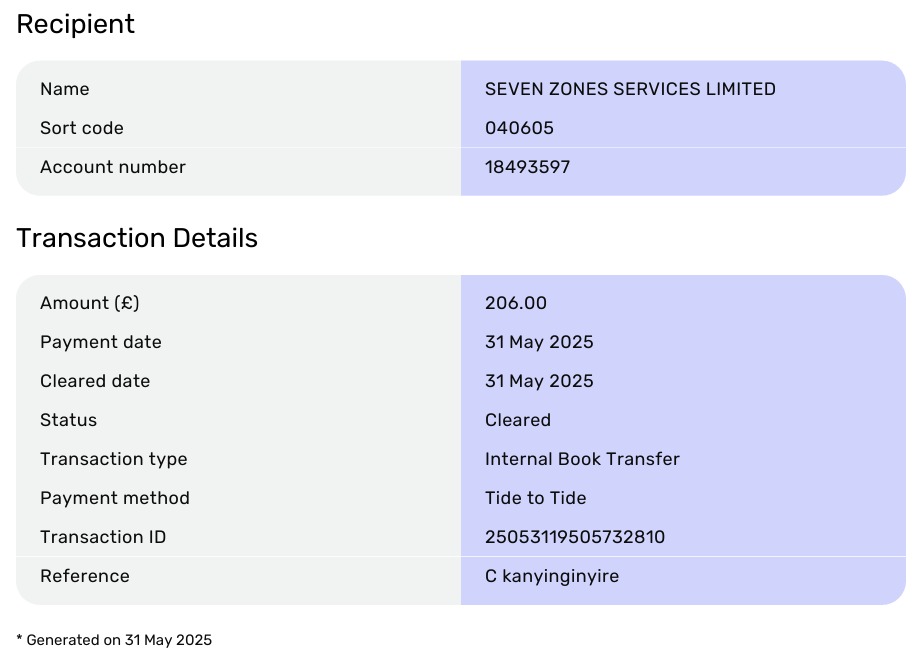 Recipient
Name SEVEN ZONES SERVICES LIMITED
Sort code 040605
Account number 18493597
Transaction Details
Amount (£) 206.00
Payment date 31 May 2025
Cleared date 31 May 2025
Status Cleared
Transaction type Internal Book Transfer
Payment method Tide to Tide
Transaction ID 25053119505732810
Reference C kanyinginyire
* Generated on 31 May 2025